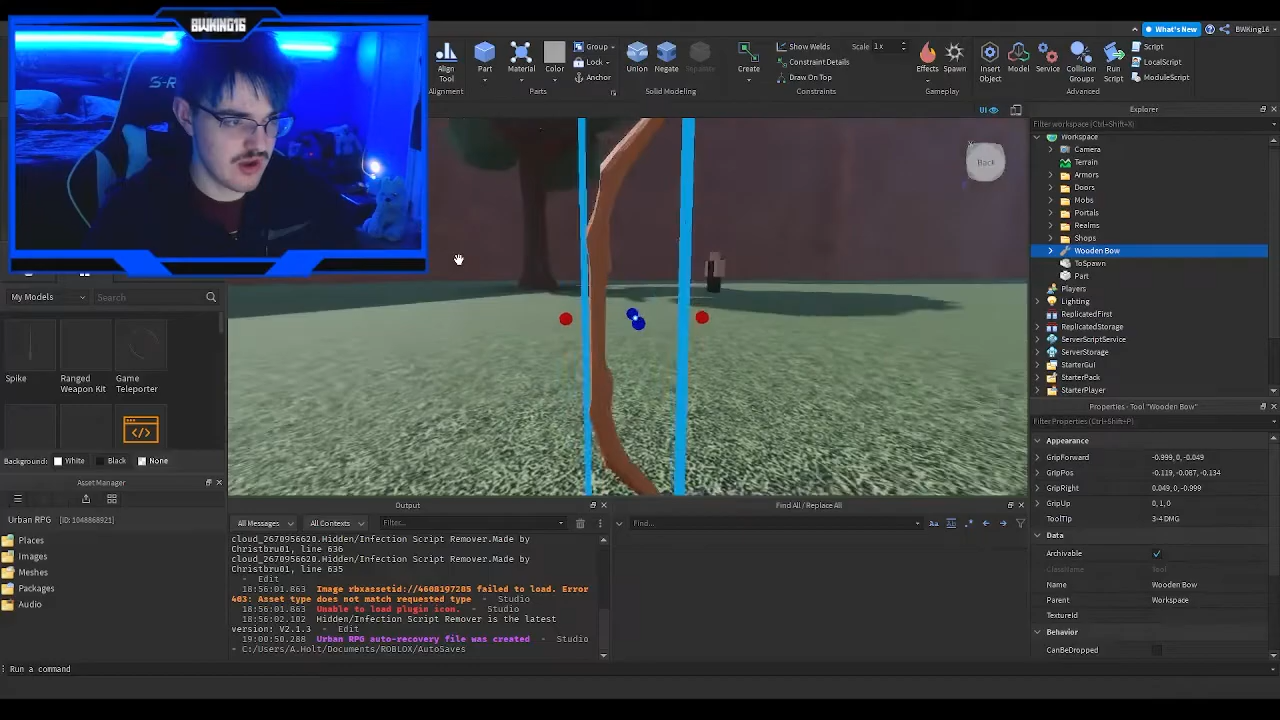 BWKING16
What's New
BWKing16
Align
Tool
Part
Material
Color
Group
Lock
Anchor
Union
Negate
Separate
Create
Show Welds
Constraint Details
Draw On Top
Scale 1x
Effects
Spawn
Insert
Object
Model
Service
Collision
Groups
Run
Script
Script
LocalScript
ModuleScript
Alignment
Parts
Solid Modeling
Constraints
Gameplay
Advanced
UI
Back
Explorer
Filter workspace (Ctrl+Shift+X)
Workspace
Camera
Terrain
Armors
Doors
Mobs
Portals
Realms
Shops
Wooden Bow
ToSpawn
Part
Players
Lighting
ReplicatedFirst
ReplicatedStorage
ServerScriptService
ServerStorage
StarterGui
StarterPack
StarterPlayer
Properties - Tool "Wooden Bow"
Filter Properties (Ctrl+Shift+P)
Appearance
GripForward -0.999, 0, -0.049
GripPos -0.119, -0.087, -0.134
GripRight 0.049, 0, -0.999
GripUp 0, 1, 0
ToolTip 3-4 DMG
Data
Archivable
ClassName Tool
Name Wooden Bow
Parent Workspace
TextureId
Behavior
CanBeDropped
My Models
Search
Spike
Ranged
Weapon Kit
Game
Teleporter
Background: White Black None
Asset Manager
Urban RPG [ID: 1048868921]
Places
Images
Meshes
Packages
Audio
Output
All Messages
All Contexts
Filter...
cloud_2670956620.Hidden/Infection Script Remover.Made by
Christbru01, line 636
cloud_2670956620.Hidden/Infection Script Remover.Made by
Christbru01, line 635
- Edit
18:56:01.863 Image rbxassetid://4608197285 failed to load. Error
403: Asset type does not match requested type - Studio
18:56:01.863 Unable to load plugin icon. - Studio
18:56:02.102 Hidden/Infection Script Remover is the latest
version: V2.1.3 - Edit
19:00:50.288 Urban RPG auto-recovery file was created - Studio
- C:/Users/A.Holt/Documents/ROBLOX/AutoSaves
Find All / Replace All
Find...
Run a command